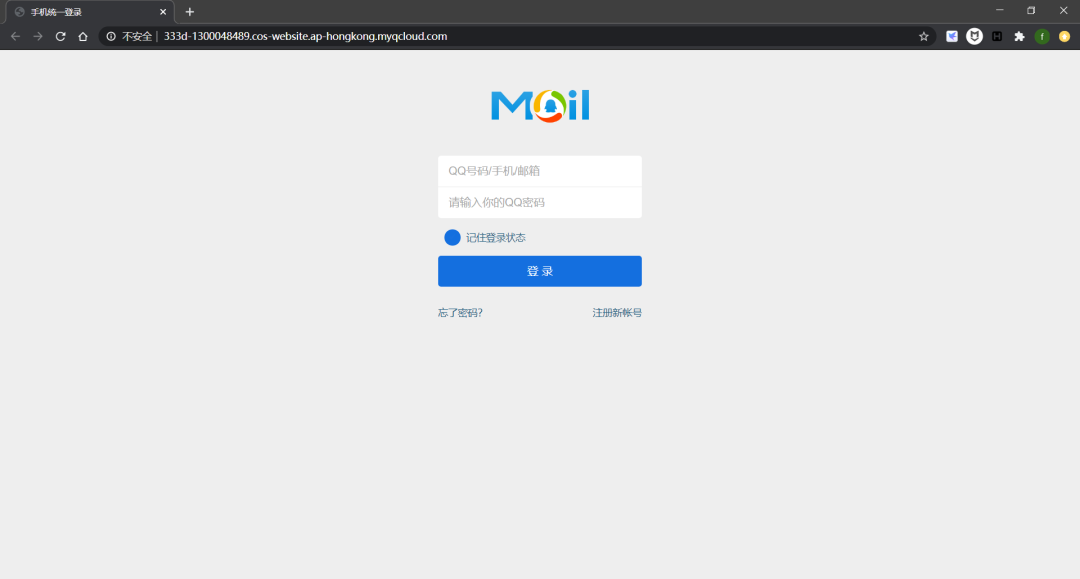 手机统一登录
不安全 | 333d-1300048489.cos-website.ap-hongkong.myqcloud.com
f
Mail
QQ号码/手机/邮箱
请输入你的QQ密码
记住登录状态
登 录
忘了密码?
注册新帐号